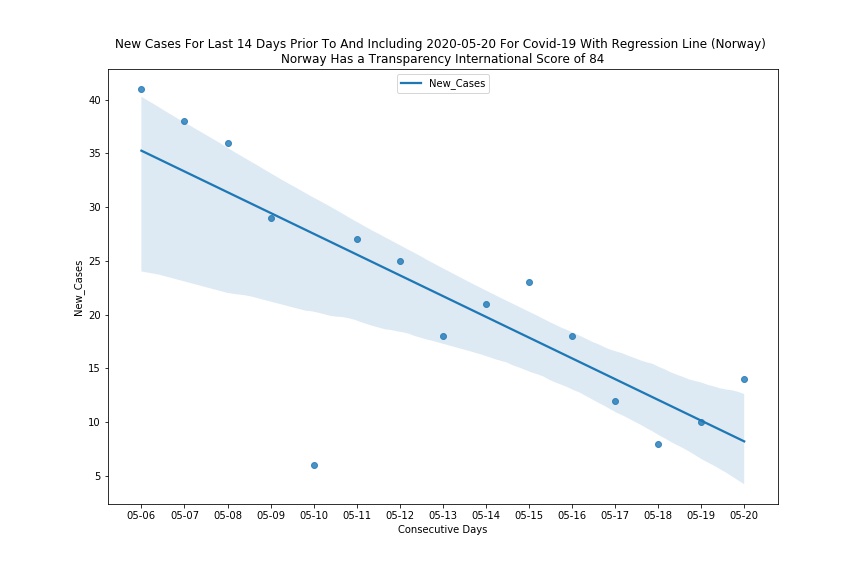 New Cases For Last 14 Days Prior To And Including 2020-05-20 For Covid-19 With Regression Line (Norway)
Norway Has a Transparency International Score of 84
New_Cases
40
35
30
25
20
15
10
5
New_Cases
05-06 05-07 05-08 05-09 05-10 05-11 05-12 05-13 05-14 05-15 05-16 05-17 05-18 05-19 05-20
Consecutive Days